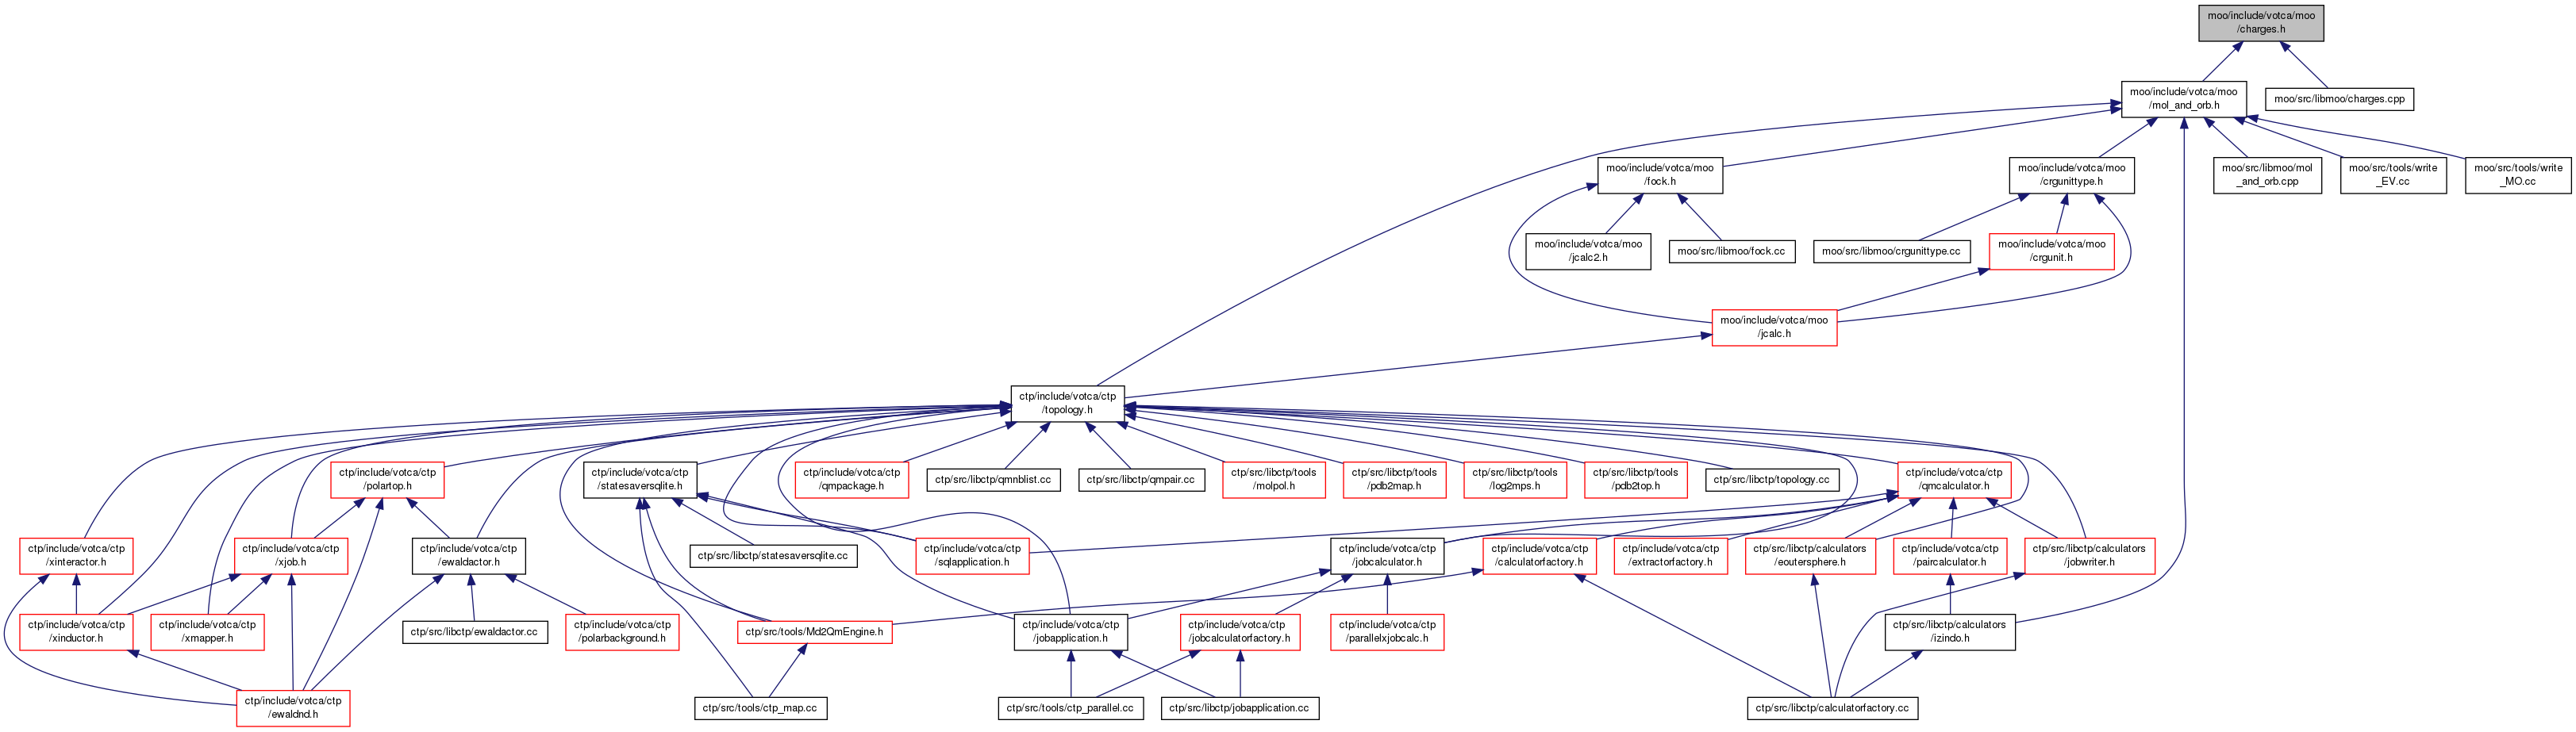 moo/include/votca/moo
/charges.h
moo/include/votca/moo
/mol_and_orb.h
moo/src/libmoo/charges.cpp
moo/include/votca/moo
/fock.h
moo/include/votca/moo
/crgunittype.h
moo/src/libmoo/mol
_and_orb.cpp
moo/src/tools/write
_EV.cc
moo/src/tools/write
_MO.cc
moo/include/votca/moo
/jcalc2.h
moo/src/libmoo/fock.cc
moo/src/libmoo/crgunittype.cc
moo/include/votca/moo
/crgunit.h
moo/include/votca/moo
/jcalc.h
ctp/include/votca/ctp
/topology.h
ctp/include/votca/ctp
/polartop.h
ctp/include/votca/ctp
/statesaversqlite.h
ctp/include/votca/ctp
/qmpackage.h
ctp/src/libctp/qmnblist.cc
ctp/src/libctp/qmpair.cc
ctp/src/libctp/tools
/molpol.h
ctp/src/libctp/tools
/pdb2map.h
ctp/src/libctp/tools
/log2mps.h
ctp/src/libctp/tools
/pdb2top.h
ctp/src/libctp/topology.cc
ctp/include/votca/ctp
/qmcalculator.h
ctp/include/votca/ctp
/xinteractor.h
ctp/include/votca/ctp
/xjob.h
ctp/include/votca/ctp
/ewaldactor.h
ctp/src/libctp/statesaversqlite.cc
ctp/include/votca/ctp
/sqlapplication.h
ctp/include/votca/ctp
/jobcalculator.h
ctp/include/votca/ctp
/calculatorfactory.h
ctp/include/votca/ctp
/extractorfactory.h
ctp/src/libctp/calculators
/eoutersphere.h
ctp/include/votca/ctp
/paircalculator.h
ctp/src/libctp/calculators
/jobwriter.h
ctp/include/votca/ctp
/xinductor.h
ctp/include/votca/ctp
/xmapper.h
ctp/src/libctp/ewaldactor.cc
ctp/include/votca/ctp
/polarbackground.h
ctp/src/tools/Md2QmEngine.h
ctp/include/votca/ctp
/jobapplication.h
ctp/include/votca/ctp
/jobcalculatorfactory.h
ctp/include/votca/ctp
/parallelxjobcalc.h
ctp/src/libctp/calculators
/izindo.h
ctp/include/votca/ctp
/ewaldnd.h
ctp/src/tools/ctp_map.cc
ctp/src/tools/ctp_parallel.cc
ctp/src/libctp/jobapplication.cc
ctp/src/libctp/calculatorfactory.cc